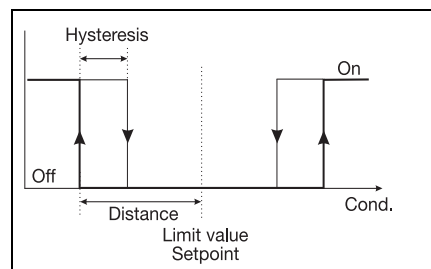 Hysteresis
On
Off
Distance
Cond.
Limit value
Setpoint